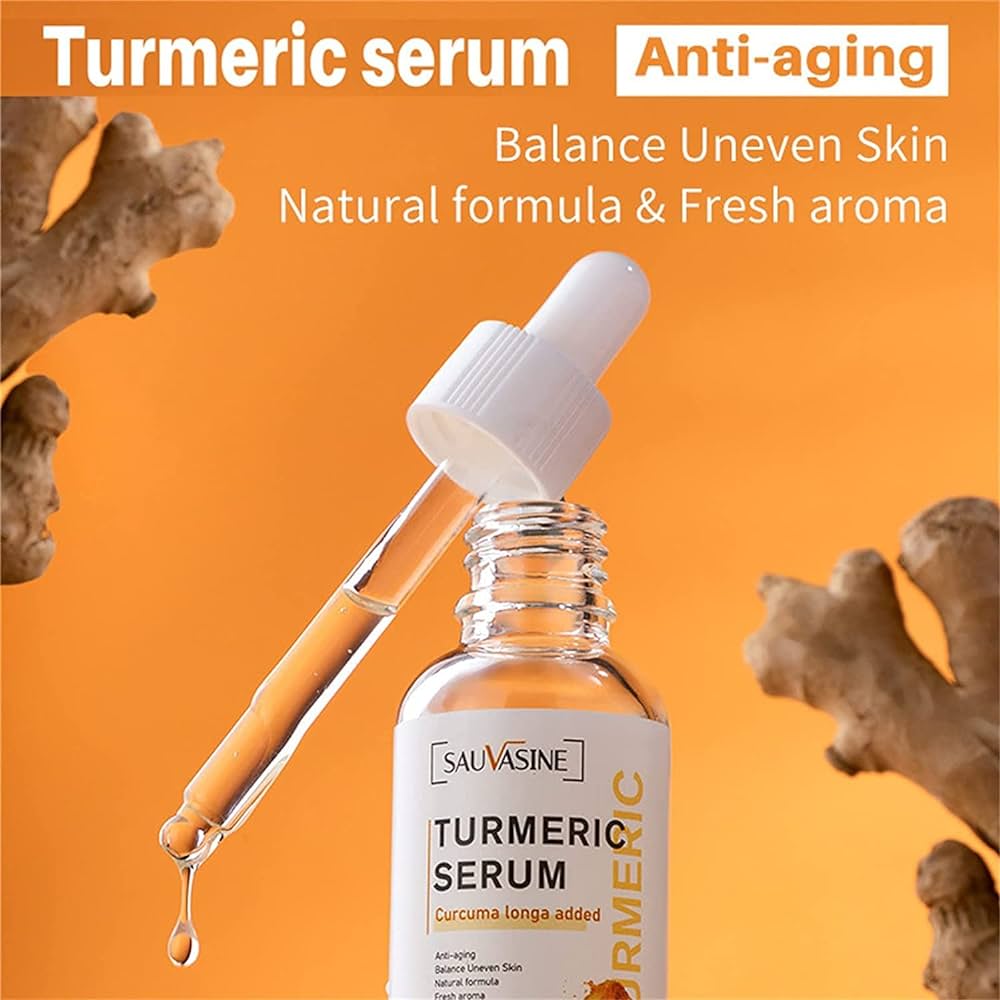 Turmeric serum
Anti-aging
Balance Uneven Skin
Natural formula & Fresh aroma
SAUVASINE
TURMERIC
SERUM
Curcuma longa added
Anti-aging
Balance Uneven Skin
Natural formula
Fresh aroma
TURMERIC